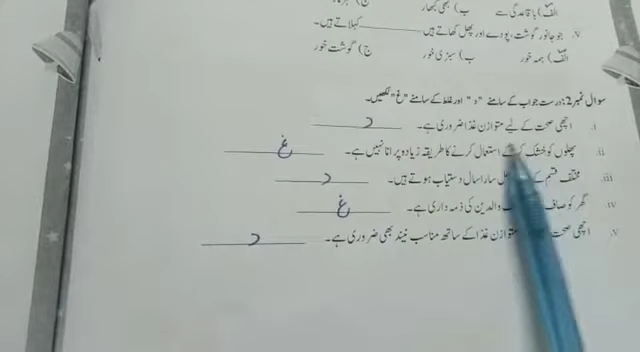 الف) باقاعدگی سے ب) کبھی کبھار ج)
v. جو جانور گوشت، پودے اور پھل کھاتے ہیں ________ کہلاتے ہیں۔
الف) ہمہ خور ب) سبزی خور ج) گوشت خور
سوال نمبر 2: درست جواب کے سامنے "د" اور غلط کے سامنے "غ" لکھیں۔
i. اچھی صحت کے لیے متوازن غذا ضروری ہے۔ د
ii. پھلوں کو خشک استعمال کرنے کا طریقہ زیادہ پرانا نہیں ہے۔ غ
iii. مختلف قسم کے سارا سال دستیاب ہوتے ہیں۔ د
iv. گھر کو صاف والدین کی ذمہ داری ہے۔ غ
v. اچھی صحت متوازن غذا کے ساتھ مناسب نیند بھی ضروری ہے۔ د